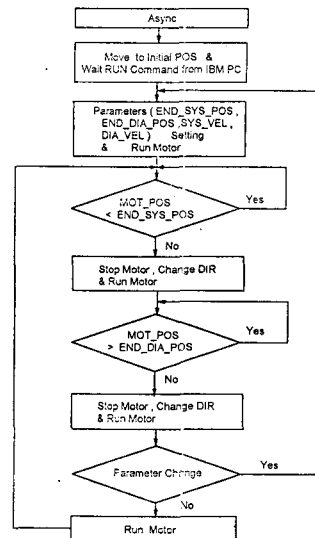 Async
Move to Initial POS &
Wait RUN Command from IBM PC
Parameters ( END_SYS_POS ,
END_DIA_POS ,SYS_VEL ,
DIA_VEL ) Setting
& Run Motor
MOT_POS
< END_SYS_POS
Yes
No
Stop Motor , Change DIR
& Run Motor
MOT_POS
> END_DIA_POS
Yes
No
Stop Motor , Change DIR
& Run Motor
Parameter Change
Yes
No
Run Motor